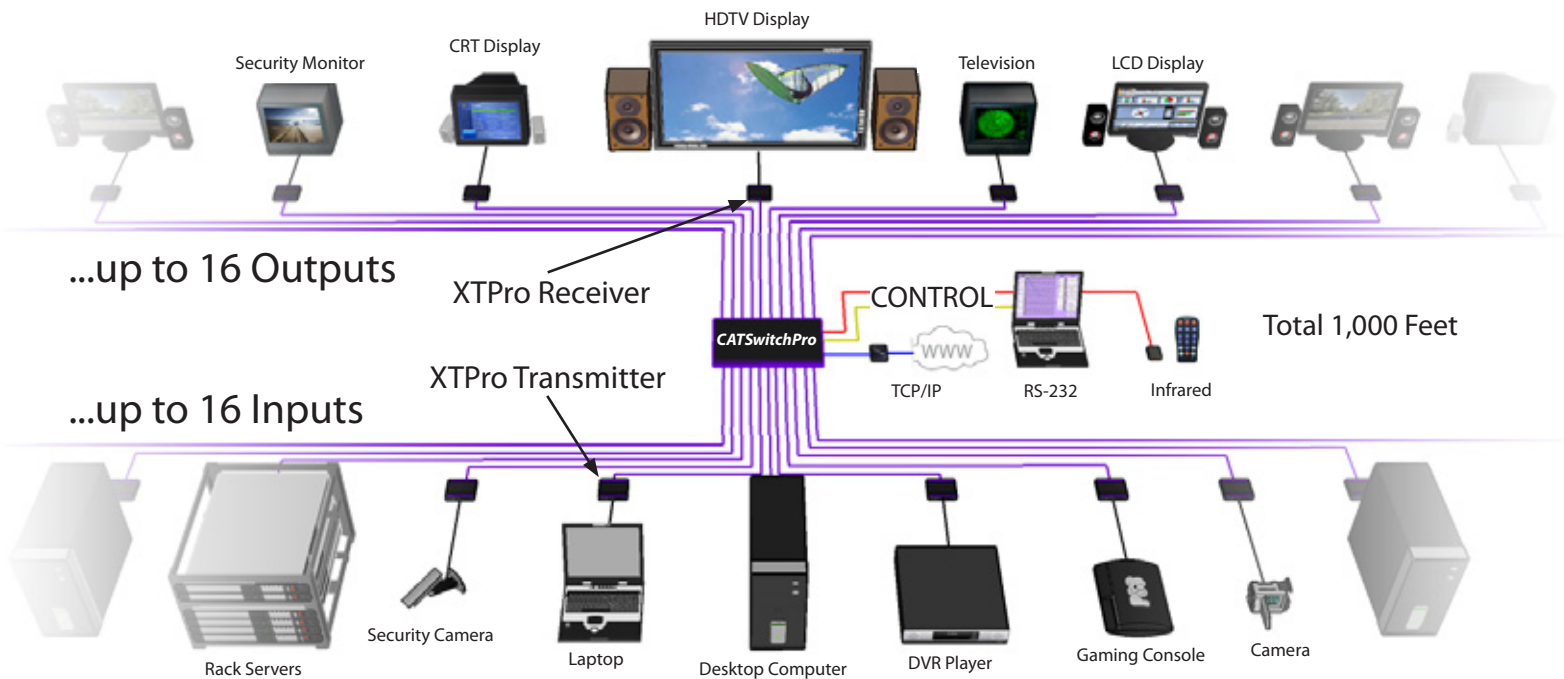 HDTV Display
CRT Display
Security Monitor
Television
LCD Display
...up to 16 Outputs
XTPro Receiver
CONTROL
Total 1,000 Feet
CATSwitchPro
WWW
XTPro Transmitter
TCP/IP
RS-232
Infrared
...up to 16 Inputs
Rack Servers
Security Camera
Laptop
Desktop Computer
DVR Player
Gaming Console
Camera